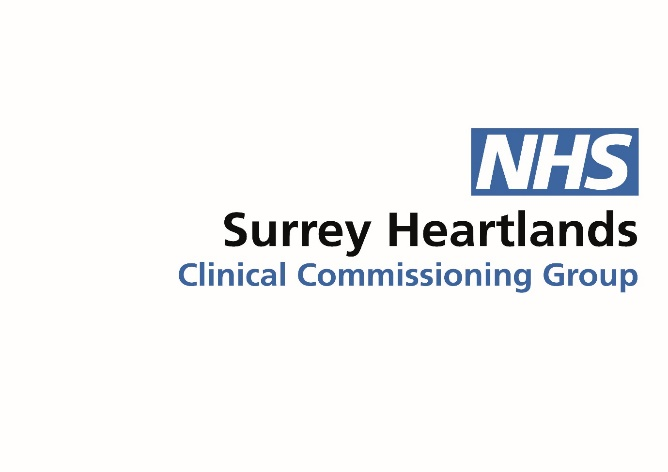 NHS
Surrey Heartlands
Clinical Commissioning Group